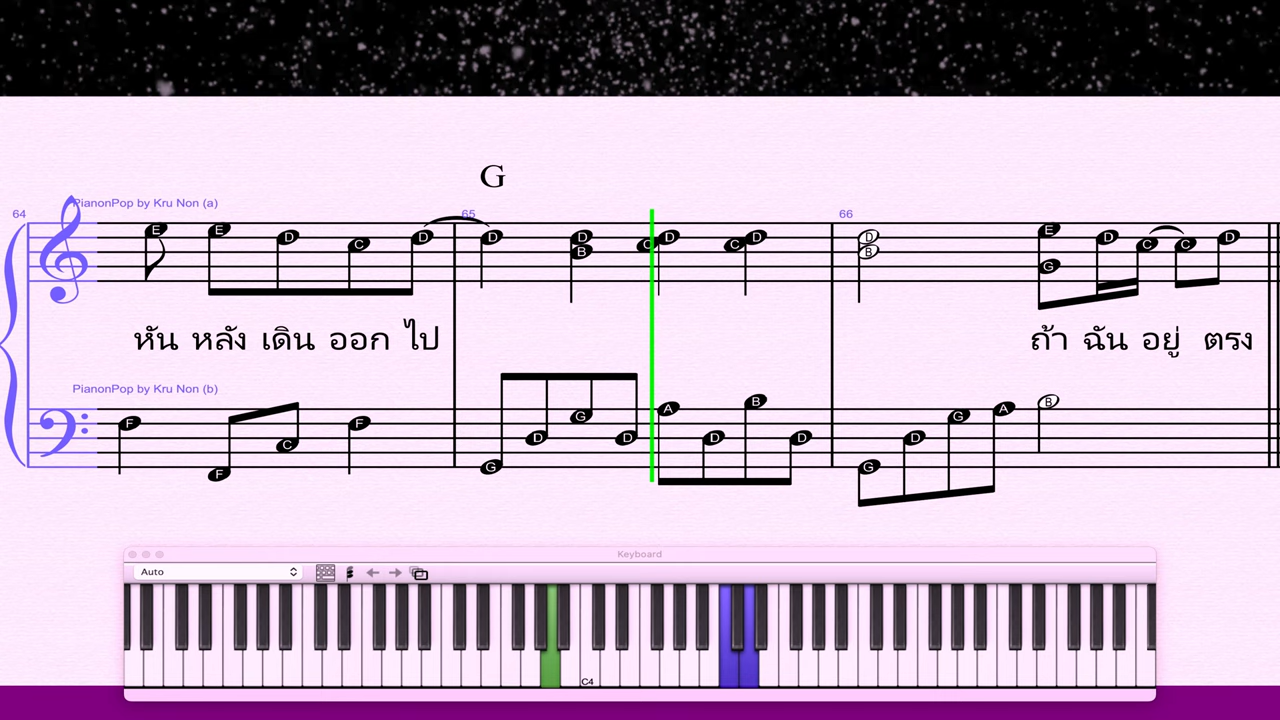 G
PianonPop by Kru Non (a)
64
65
66
E E D C D D D B C D C D D B E G D C C D
หัน หลัง เดิน ออก ไป ถ้า ฉัน อยู่ ตรง
PianonPop by Kru Non (b)
F F C F G D G D A D B D G D G A B
Keyboard
Auto
C4